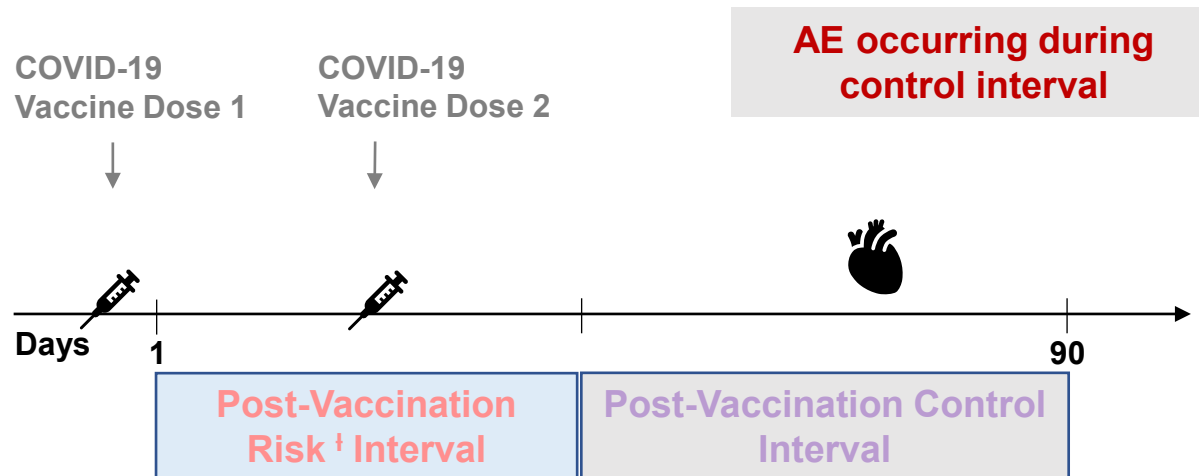 AE occurring during
control interval
COVID-19
Vaccine Dose 1
COVID-19
Vaccine Dose 2
Days
1
90
Post-Vaccination
Risk ƚ Interval
Post-Vaccination Control
Interval